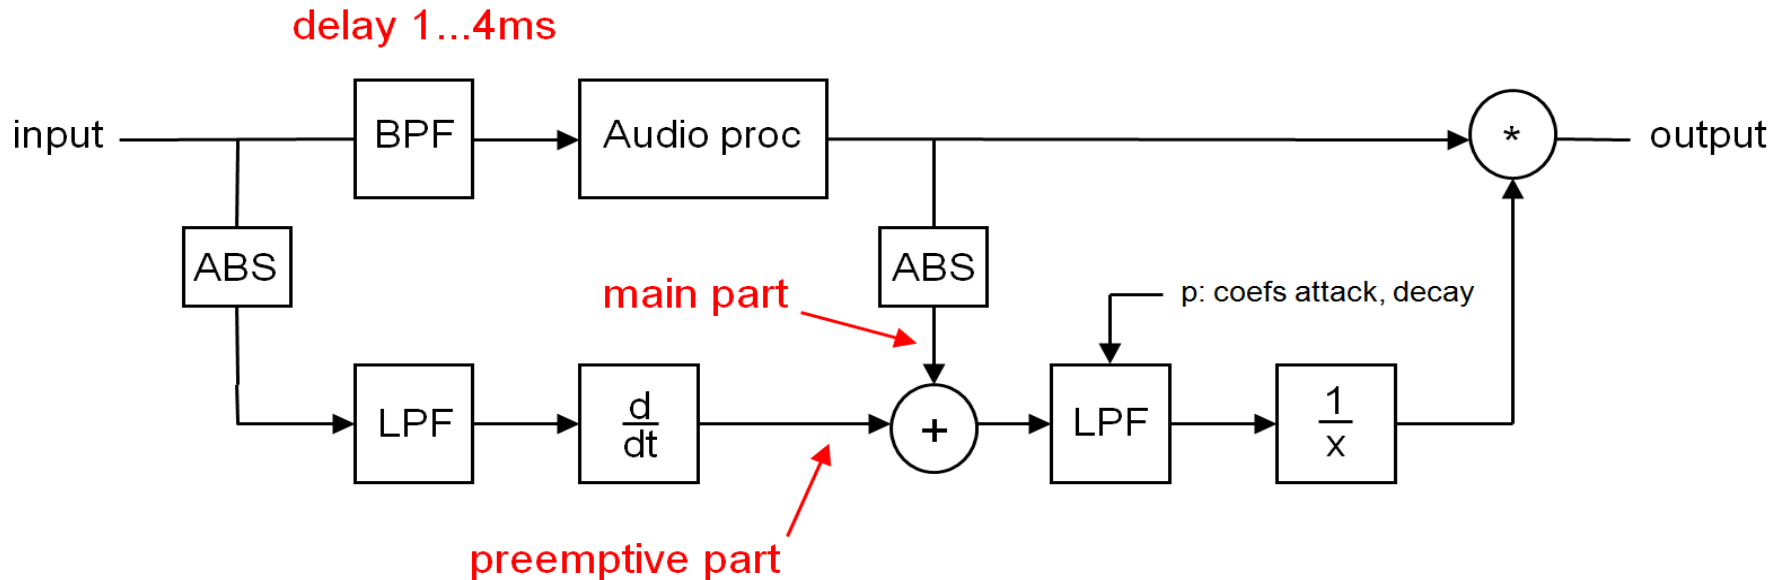 delay 1...4ms
input
BPF
Audio proc
*
output
ABS
ABS
main part
p: coefs attack, decay
LPF
d
dt
+
LPF
1
x
preemptive part